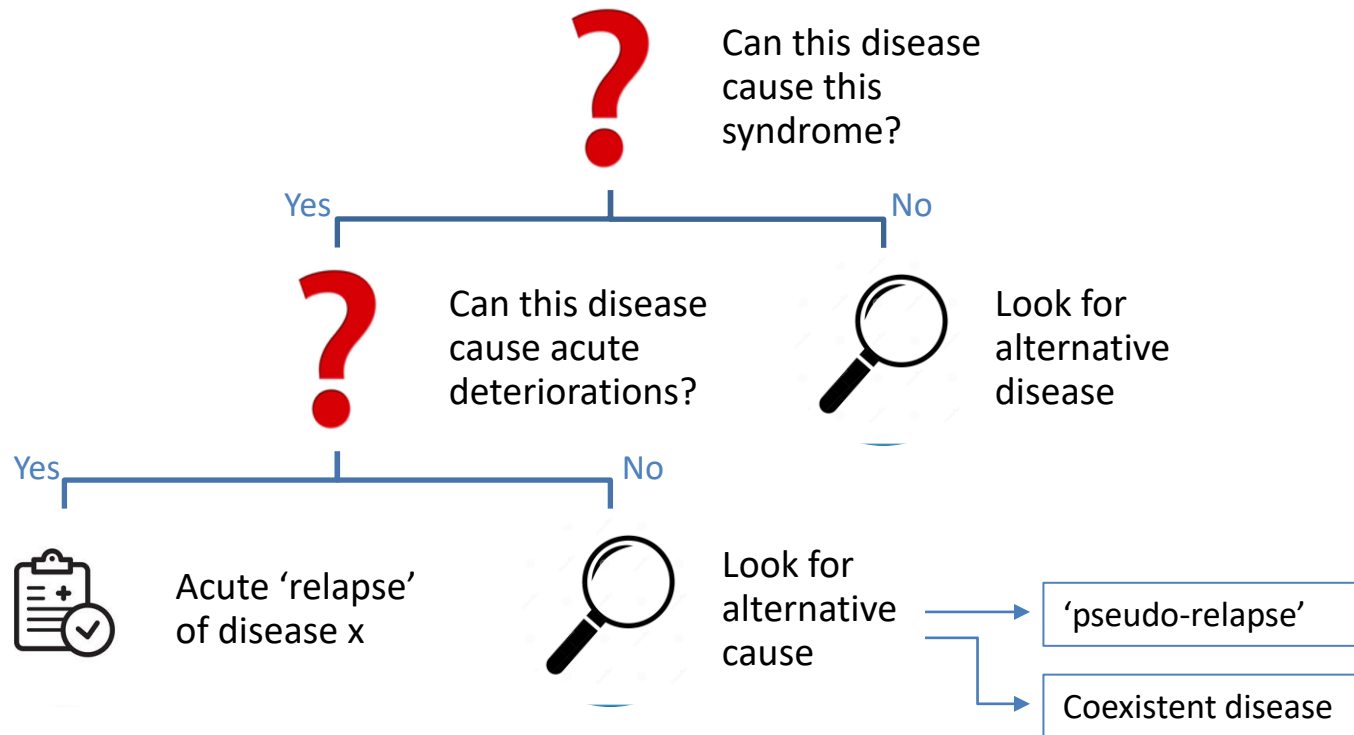 Can this disease
cause this
syndrome?
Yes
No
Can this disease
cause acute
deteriorations?
Look for
alternative
disease
Yes
No
Acute ‘relapse’
of disease x
Look for
alternative
cause
‘pseudo-relapse’
Coexistent disease